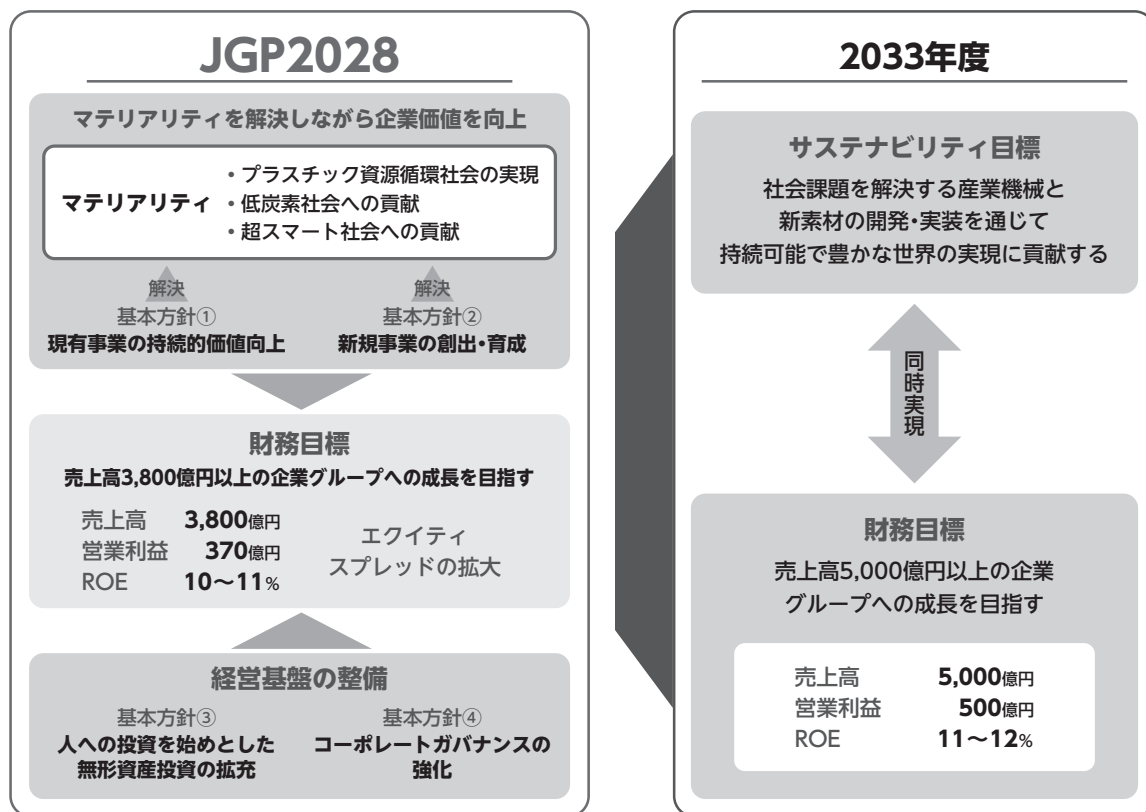 JGP2028
マテリアリティを解決しながら企業価値を向上
マテリアリティ
・プラスチック資源循環社会の実現
・低炭素社会への貢献
・超スマート社会への貢献
解決
基本方針①
現有事業の持続的価値向上
解決
基本方針②
新規事業の創出・育成
財務目標
売上高3,800億円以上の企業グループへの成長を目指す
売上高 3,800億円
営業利益 370億円
ROE 10〜11%
エクイティ
スプレッドの拡大
経営基盤の整備
基本方針③
人への投資を始めとした
無形資産投資の拡充
基本方針④
コーポレートガバナンスの
強化
2033年度
サステナビリティ目標
社会課題を解決する産業機械と
新素材の開発・実装を通じて
持続可能で豊かな世界の実現に貢献する
同時実現
財務目標
売上高5,000億円以上の企業
グループへの成長を目指す
売上高 5,000億円
営業利益 500億円
ROE 11〜12%